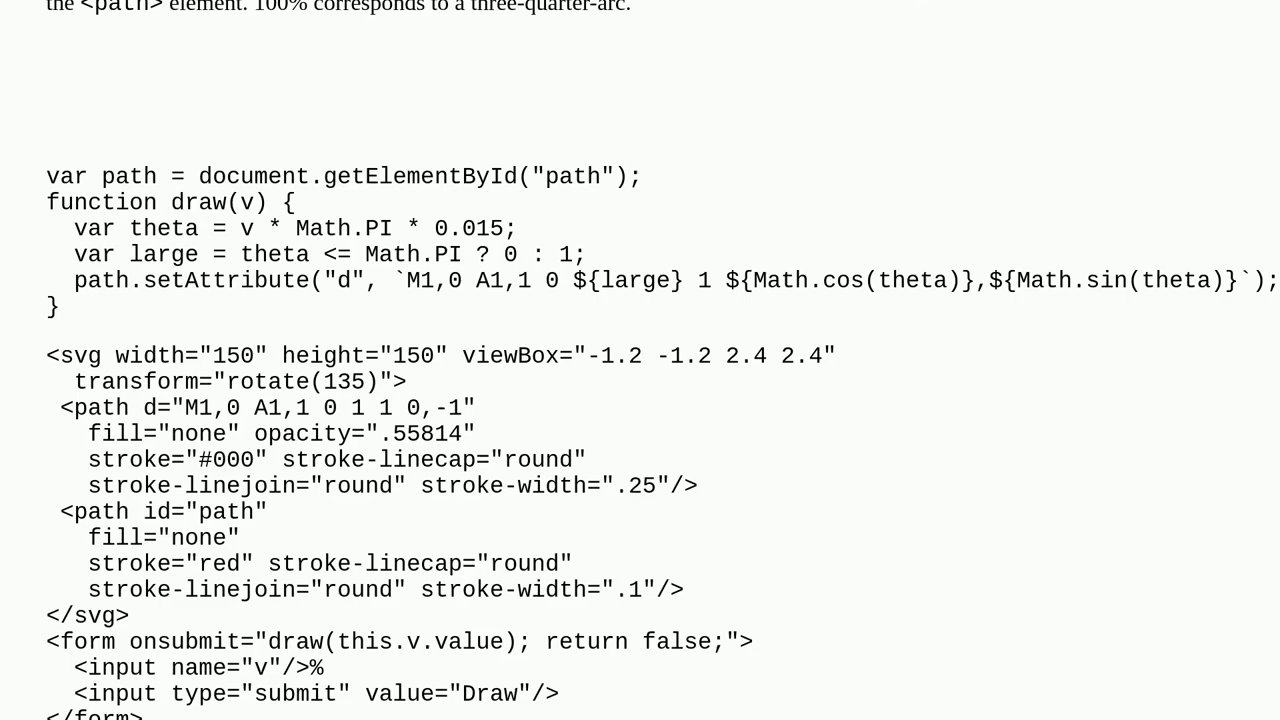 the <path> element. 100% corresponds to a three-quarter-arc.
var path = document.getElementById("path");
function draw(v) {
  var theta = v * Math.PI * 0.015;
  var large = theta <= Math.PI ? 0 : 1;
  path.setAttribute("d", `M1,0 A1,1 0 ${large} 1 ${Math.cos(theta)},${Math.sin(theta)}`);
}
<svg width="150" height="150" viewBox="-1.2 -1.2 2.4 2.4"
  transform="rotate(135)">
 <path d="M1,0 A1,1 0 1 1 0,-1"
   fill="none" opacity=".55814"
   stroke="#000" stroke-linecap="round"
   stroke-linejoin="round" stroke-width=".25"/>
 <path id="path"
   fill="none"
   stroke="red" stroke-linecap="round"
   stroke-linejoin="round" stroke-width=".1"/>
</svg>
<form onsubmit="draw(this.v.value); return false;">
  <input name="v"/>%
  <input type="submit" value="Draw"/>
</form>